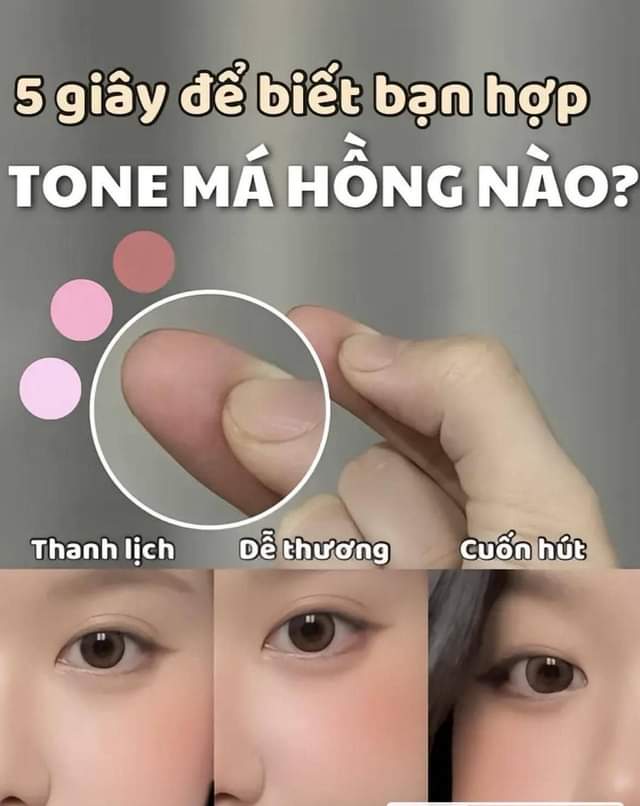 5 giây để biết bạn hợp
TONE MÁ HỒNG NÀO?
Thanh lịch
Dễ thương
Cuốn hút